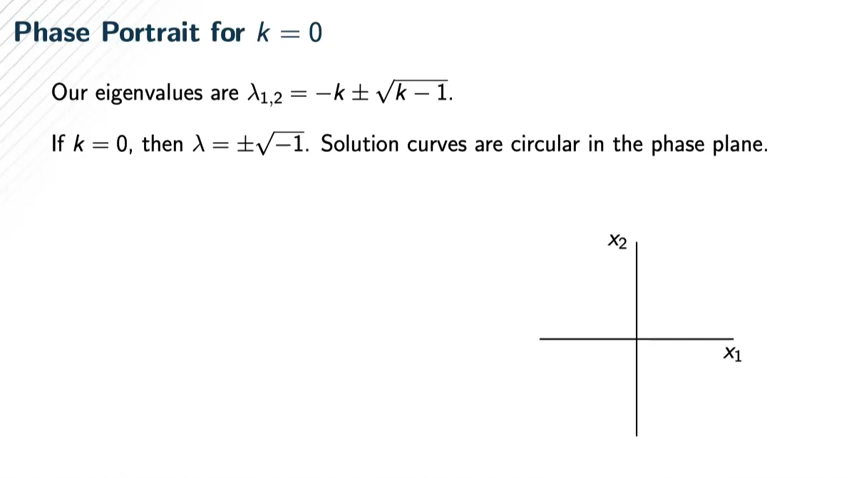 Phase Portrait for k = 0
Our eigenvalues are λ₁,₂ = −k ± √(k − 1).
If k = 0, then λ = ±√−1. Solution curves are circular in the phase plane.
x₂
x₁